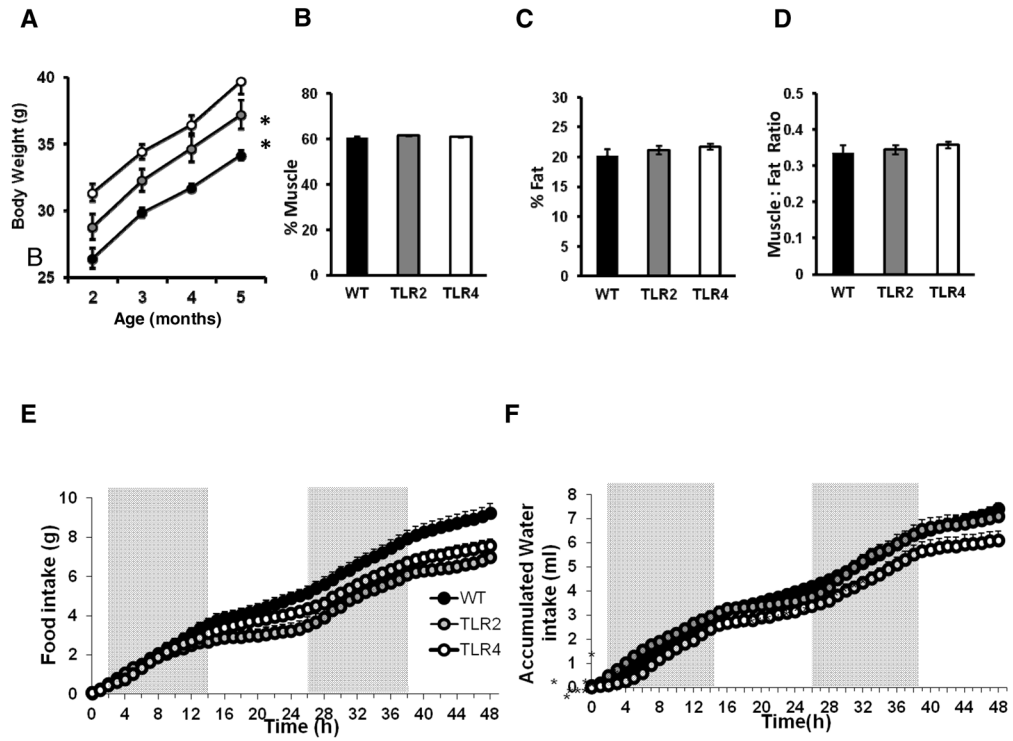 A
B
C
D
Body Weight (g)
40
35
30
25
B
2 3 4 5
Age (months)
*
*
% Muscle
80
60
40
20
0
WT TLR2 TLR4
% Fat
30
25
20
15
10
5
0
WT TLR2 TLR4
Muscle : Fat Ratio
0.5
0.4
0.3
0.2
0.1
0
WT TLR2 TLR4
E
F
Food intake (g)
10
8
6
4
2
0
0 4 8 12 16 20 24 28 32 36 40 44 48
Time (h)
WT
TLR2
TLR4
Accumulated Water
intake (ml)
8
7
6
5
4
3
2
1
0
0 4 8 12 16 20 24 28 32 36 40 44 48
Time(h)